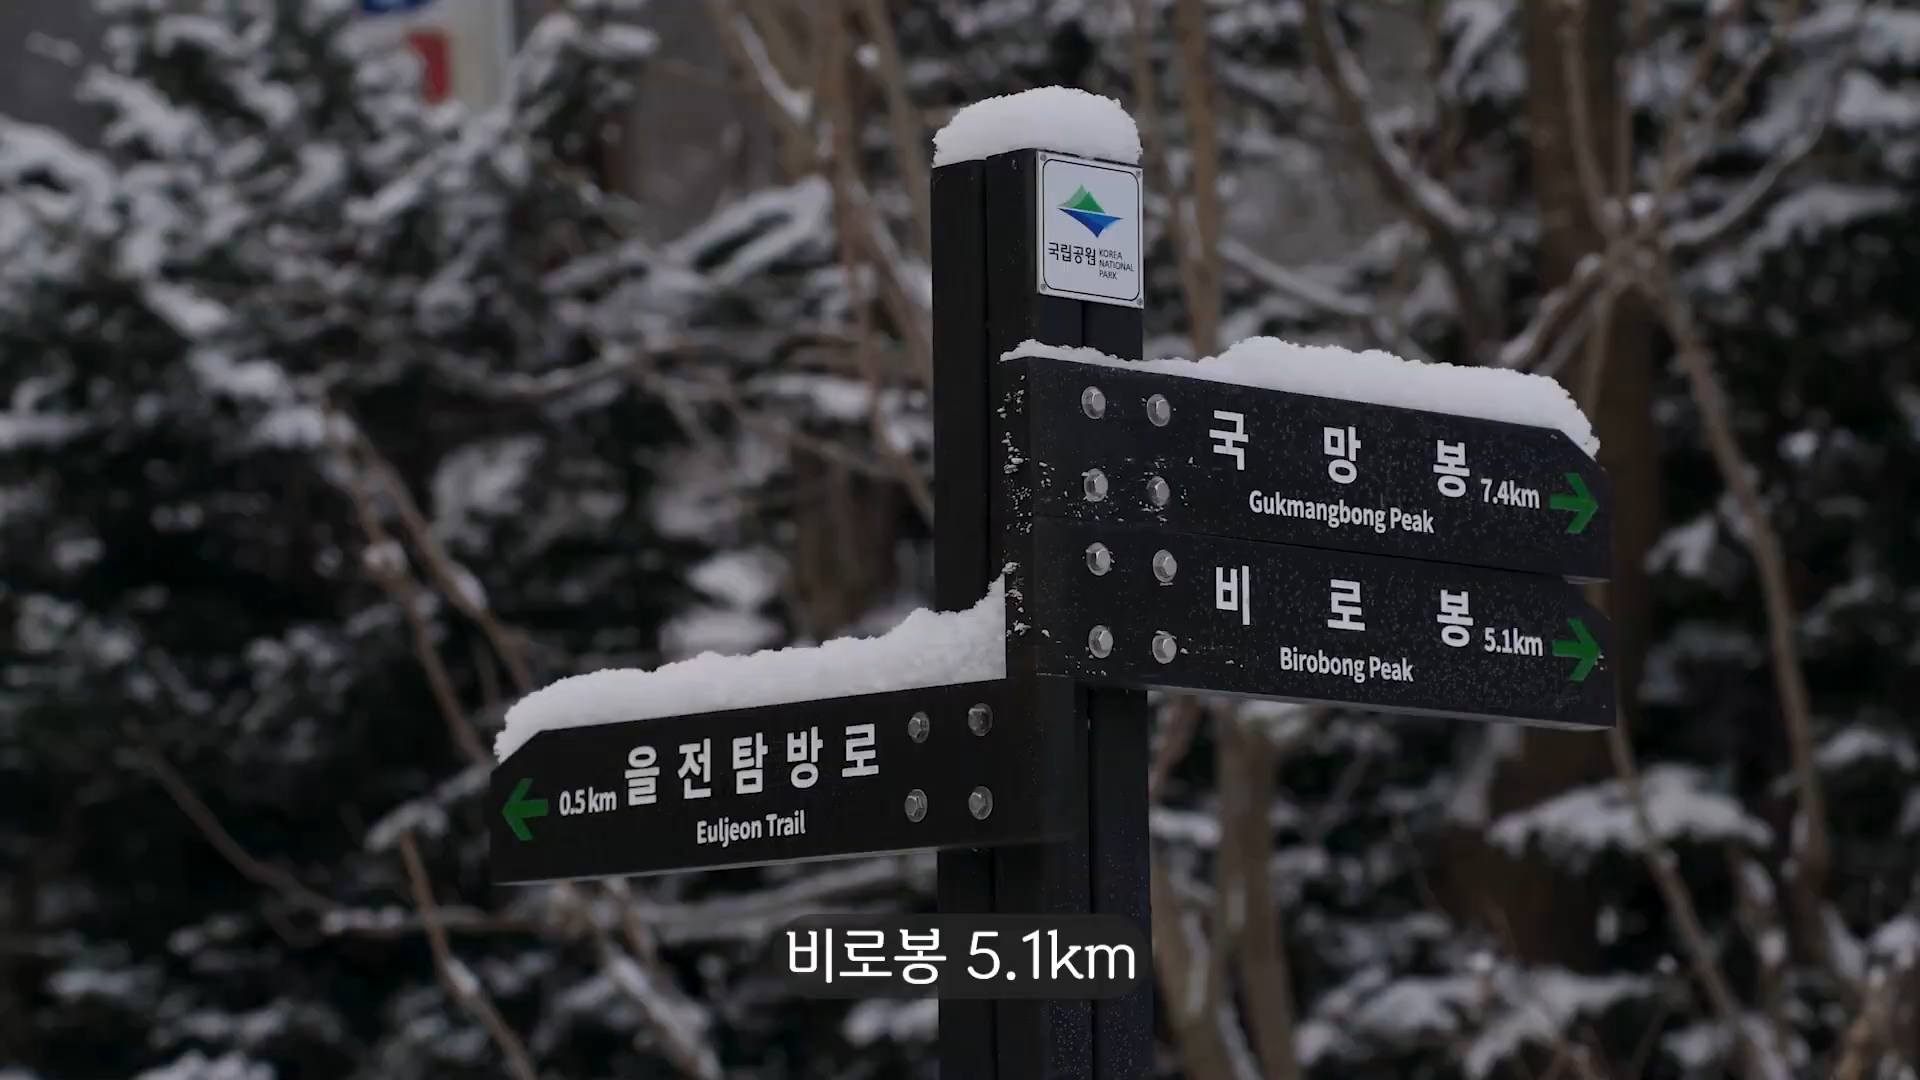 국립공원 KOREA
NATIONAL
PARK
국망봉 7.4km
Gukmangbong Peak
비로봉 5.1km
Birobong Peak
0.5km 을전탐방로
Euljeon Trail
비로봉 5.1km